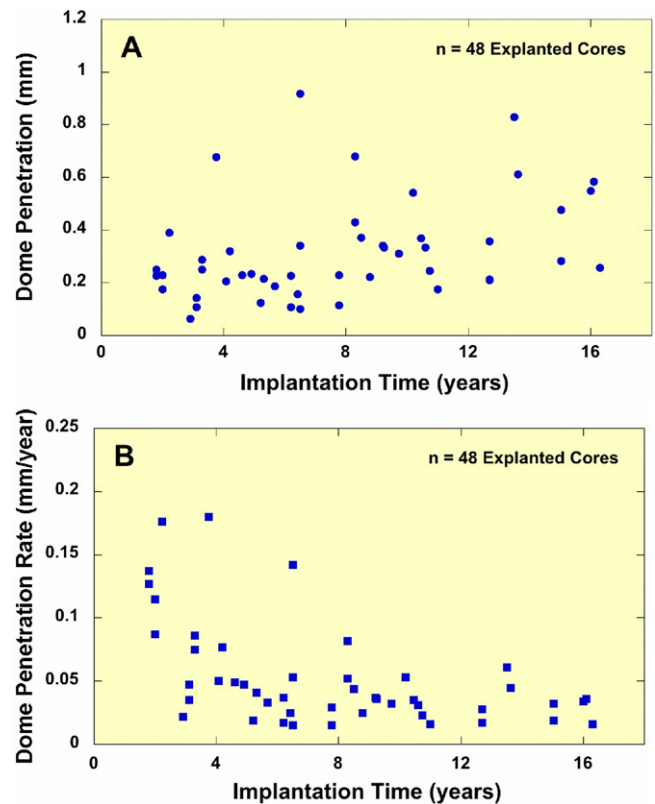 A
n = 48 Explanted Cores
Dome Penetration (mm)
1.2
1
0.8
0.6
0.4
0.2
0
0 4 8 12 16
Implantation Time (years)
B
n = 48 Explanted Cores
Dome Penetration Rate (mm/year)
0.25
0.2
0.15
0.1
0.05
0
0 4 8 12 16
Implantation Time (years)